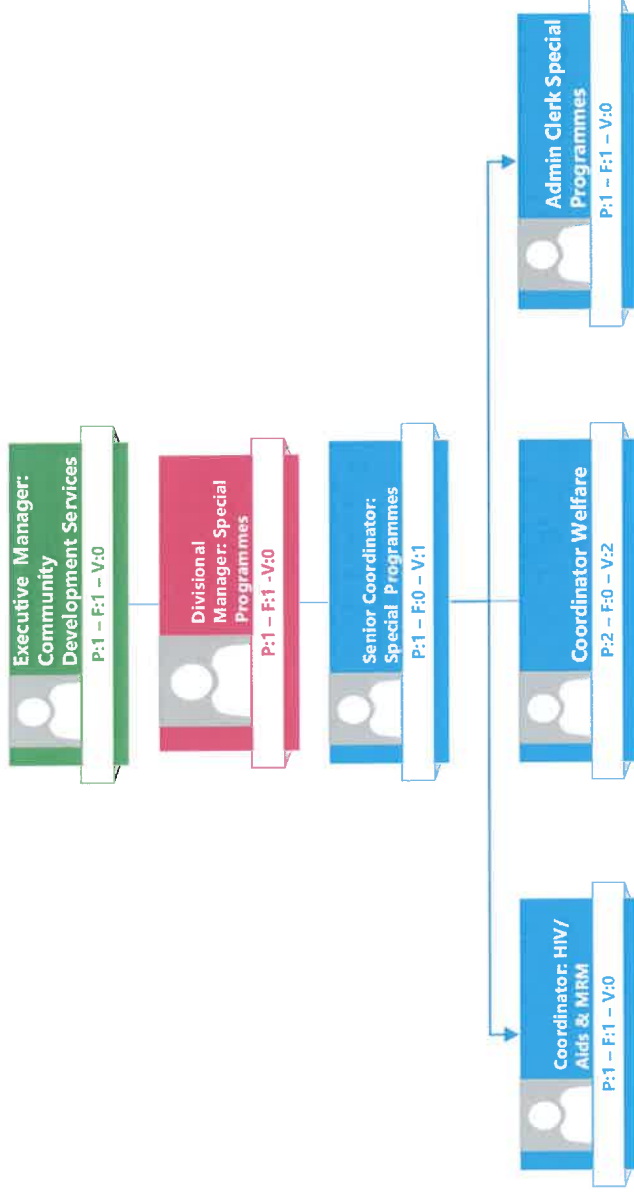 Executive Manager:
Community
Development Services
P:1 – F:1 – V:0
Divisional
Manager: Special
Programmes
P:1 – F:1 -V:0
Senior Coordinator:
Special Programmes
P:1 – F:0 – V:1
Coordinator: HIV/
Aids & MRM
P:1 – F:1 – V:0
Coordinator Welfare
P:2 – F:0 – V:2
Admin Clerk Special
Programmes
P:1 – F:1 – V:0